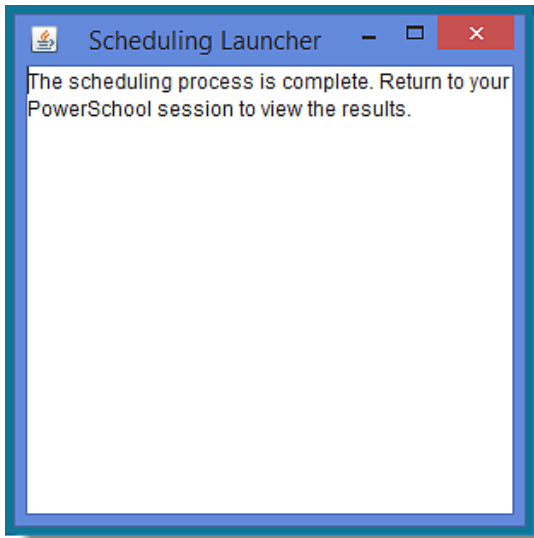 Scheduling Launcher
The scheduling process is complete. Return to your
PowerSchool session to view the results.